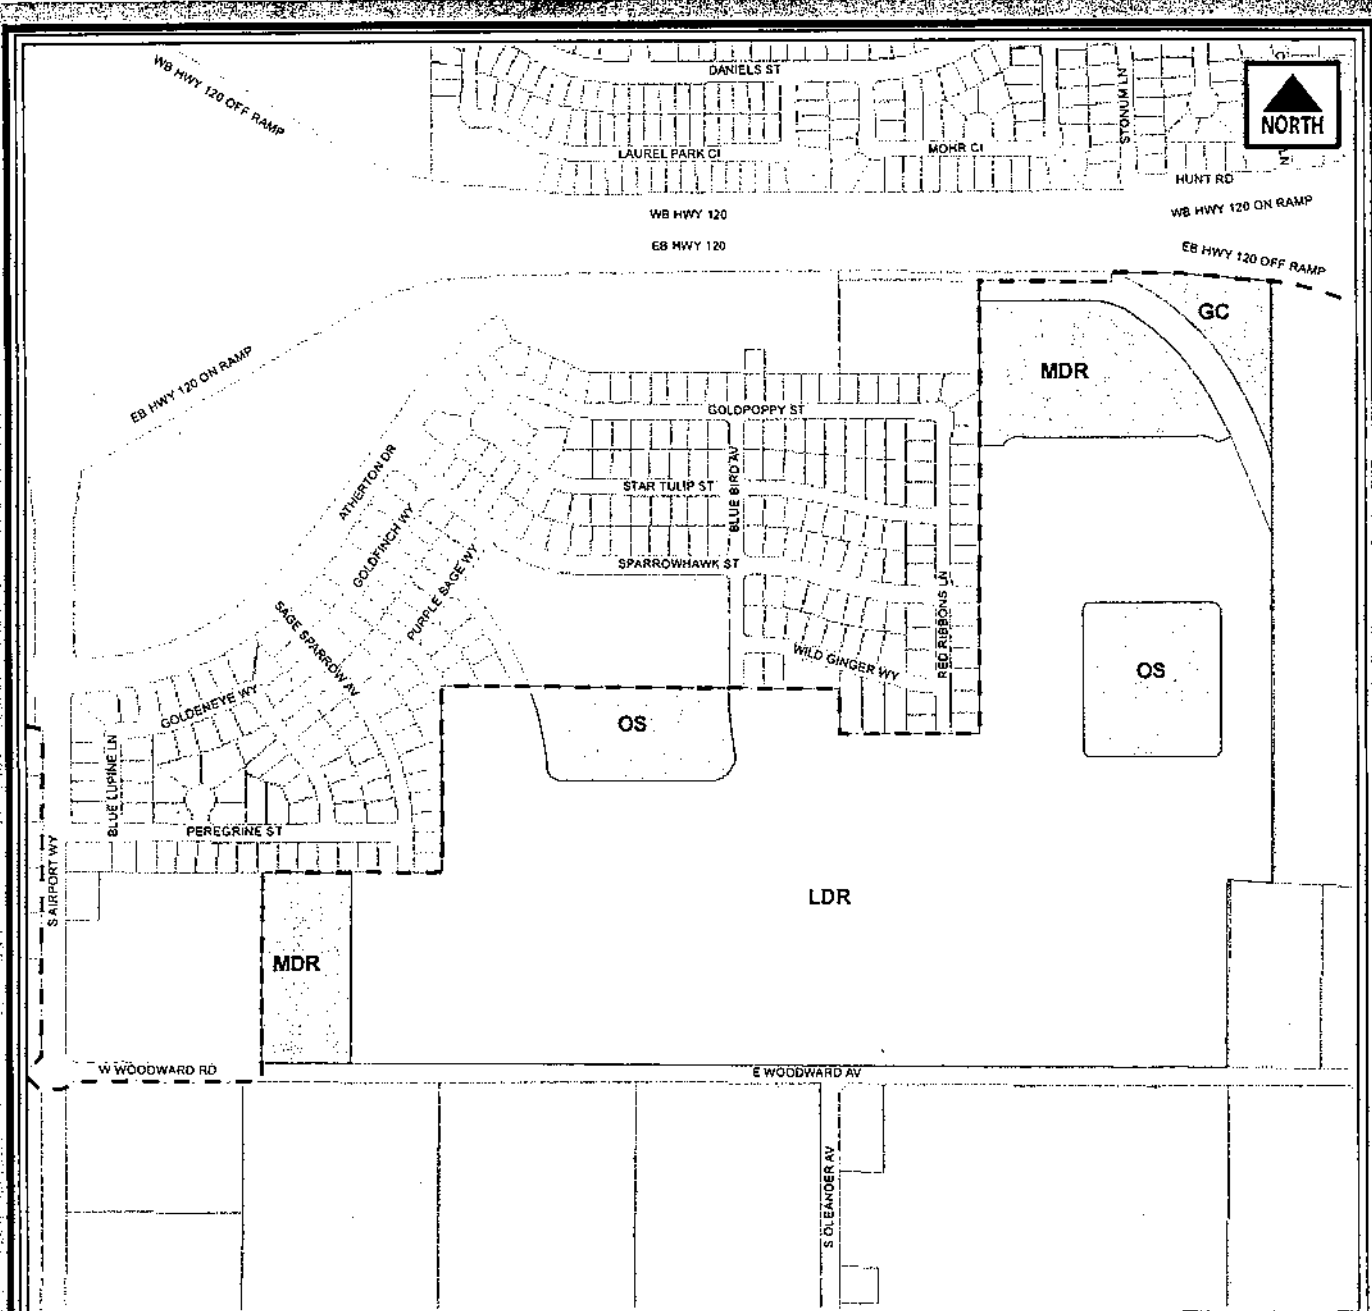 WB HWY 120 OFF RAMP
DANIELS ST
STONUM LN
NORTH
LAUREL PARK CI
MOHR CI
HUNT RD
WB HWY 120
WB HWY 120 ON RAMP
EB HWY 120
EB HWY 120 OFF RAMP
GC
MDR
EB HWY 120 ON RAMP
GOLDPOPPY ST
ATHERTON DR
STAR TULIP ST
BLUE BIRD AV
GOLDFINCH WY
PURPLE SAGE WY
SPARROWHAWK ST
RED RIBBONS LN
SAGE SPARROW AV
WILD GINGER WY
OS
GOLDENEYE WY
OS
BLUE LUPINE LN
PEREGRINE ST
S AIRPORT WY
LDR
MDR
W WOODWARD RD
E WOODWARD AV
S OLEANDER AV